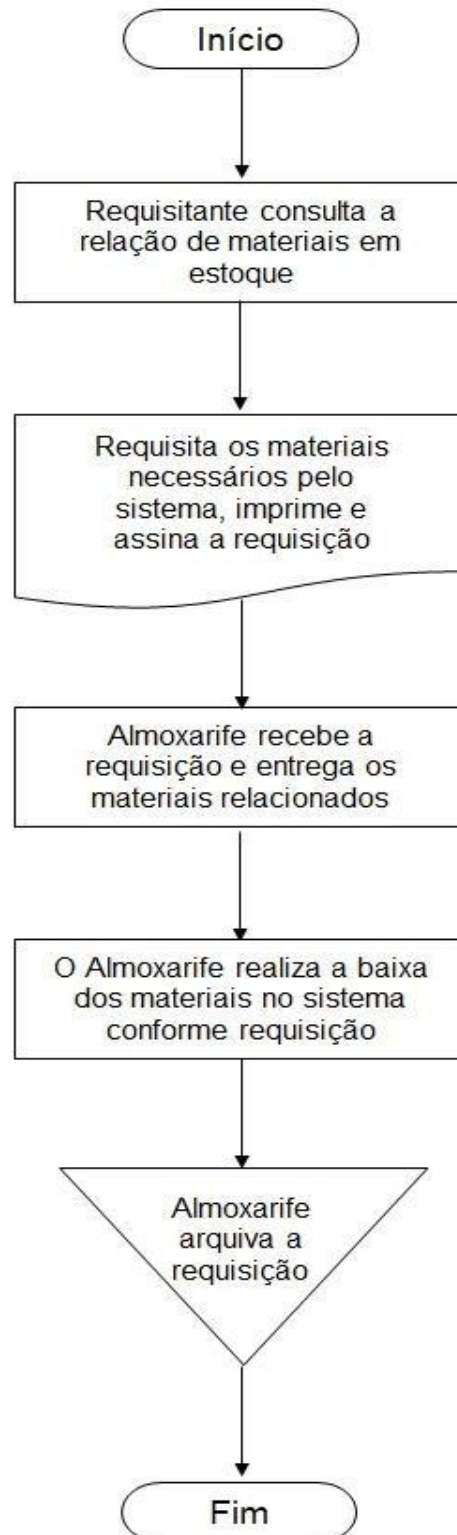 Início
Requisitante consulta a
relação de materiais em
estoque
Requisita os materiais
necessários pelo
sistema, imprime e
assina a requisição
Almoxarife recebe a
requisição e entrega os
materiais relacionados
O Almoxarife realiza a baixa
dos materiais no sistema
conforme requisição
Almoxarife
arquiva a
requisição
Fim